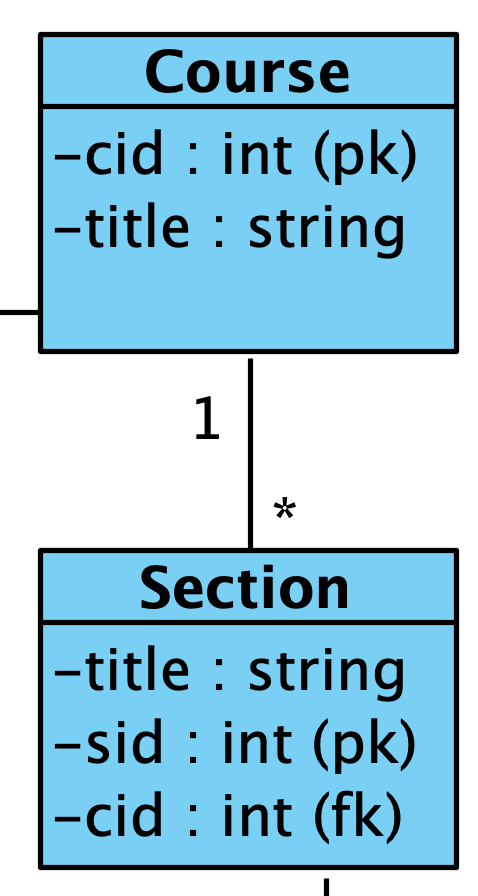 Course
-cid : int (pk)
-title : string
1
*
Section
-title : string
-sid : int (pk)
-cid : int (fk)